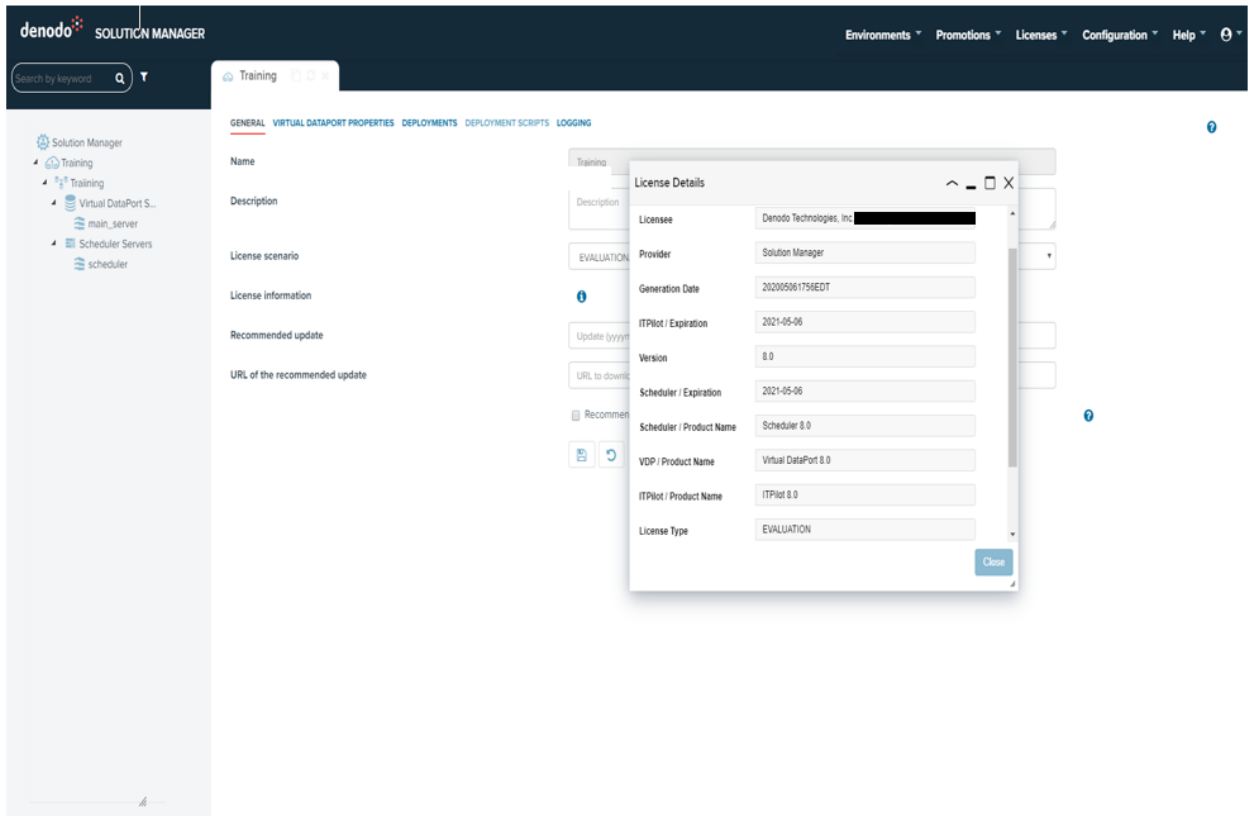 denodo SOLUTION MANAGER
Environments Promotions Licenses Configuration Help
Search by keyword
Training
GENERAL VIRTUAL DATAPORT PROPERTIES DEPLOYMENTS DEPLOYMENT SCRIPTS LOGGING
Solution Manager
Training
Traiining
Virtual DataPort S...
main_server
Scheduler Servers
scheduler
Name Training
Description Description
License scenario EVALUATION
License information
Recommended update Update (yyyym
URL of the recommended update URL to downlo
Recommen
License Details
Licensee Denodo Technologies, Inc.
Provider Solution Manager
Generation Date 202005061756EDT
ITPilot / Expiration 2021-05-06
Version 8.0
Scheduler / Expiration 2021-05-06
Scheduler / Product Name Scheduler 8.0
VDP / Product Name Virtual DataPort 8.0
ITPilot / Product Name ITPilot 8.0
License Type EVALUATION
Close